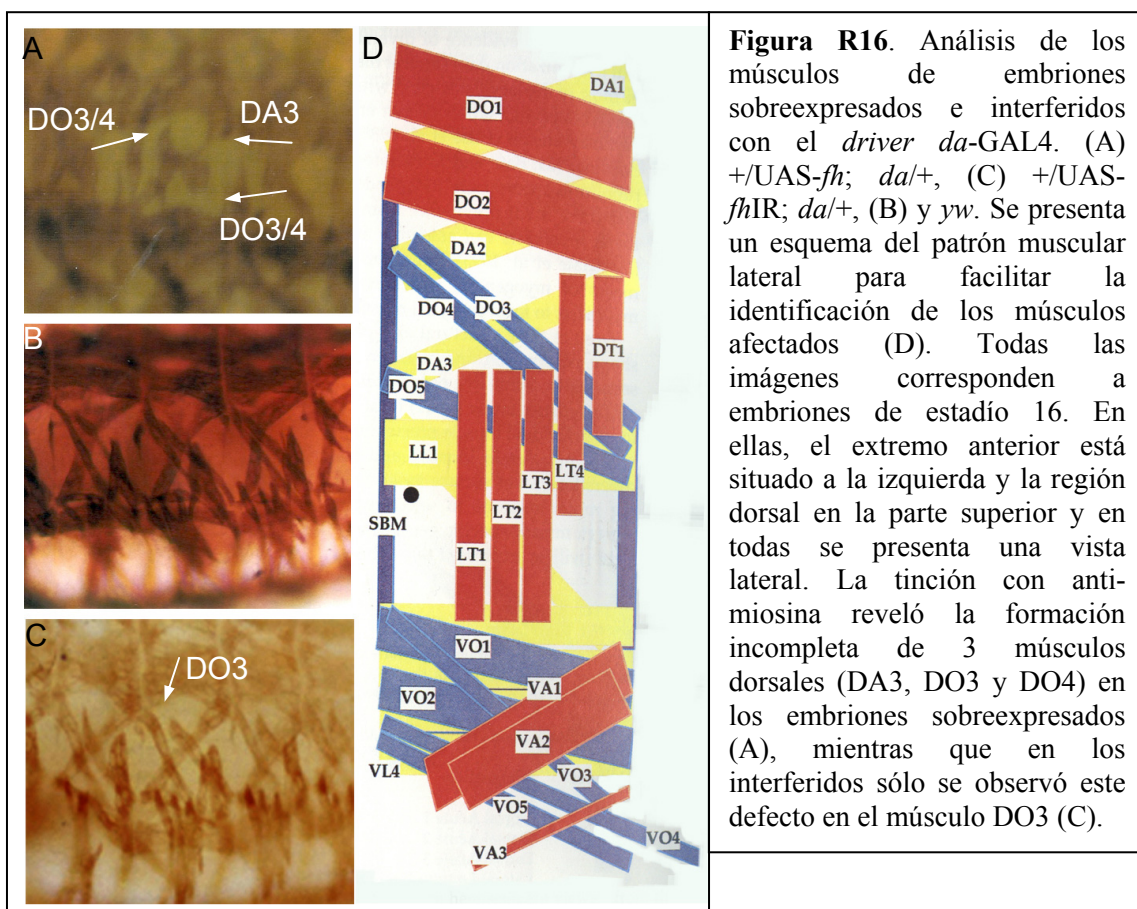 A
DO3/4
DA3
DO3/4
B
C
DO3
D
DA1
DO1
DO2
DA2
DO3
DO4
DT1
DA3
DO5
LL1
LT4
LT3
LT2
SBM
LT1
VO1
VA1
VO2
VA2
VL4
VO3
VO5
VO4
VA3
Figura R16. Análisis de los
músculos de embriones
sobreexpresados e interferidos
con el driver da-GAL4. (A)
+/UAS-fh; da/+, (C) +/UAS-
fhIR; da/+, (B) y yw. Se presenta
un esquema del patrón muscular
lateral para facilitar la
identificación de los músculos
afectados (D). Todas las
imágenes corresponden a
embriones de estadío 16. En
ellas, el extremo anterior está
situado a la izquierda y la región
dorsal en la parte superior y en
todas se presenta una vista
lateral. La tinción con anti-
miosina reveló la formación
incompleta de 3 músculos
dorsales (DA3, DO3 y DO4) en
los embriones sobreexpresados
(A), mientras que en los
interferidos sólo se observó este
defecto en el músculo DO3 (C).